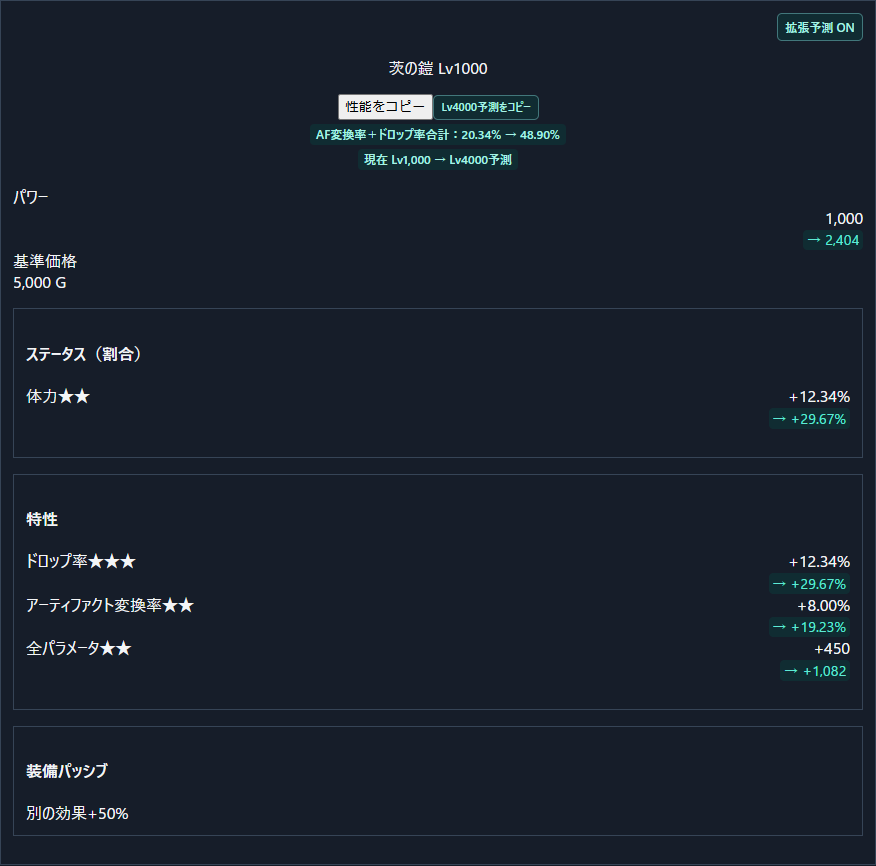 拡張予測 ON
茨の鎧 Lv1000
性能をコピー Lv4000予測をコピー
AF変換率＋ドロップ率合計：20.34% → 48.90%
現在 Lv1,000 → Lv4000予測
パワー
1,000
→ 2,404
基準価格
5,000 G
ステータス（割合）
体力★★ +12.34%
→ +29.67%
特性
ドロップ率★★★ +12.34%
→ +29.67%
アーティファクト変換率★★ +8.00%
→ +19.23%
全パラメータ★★ +450
→ +1,082
装備パッシブ
別の効果+50%